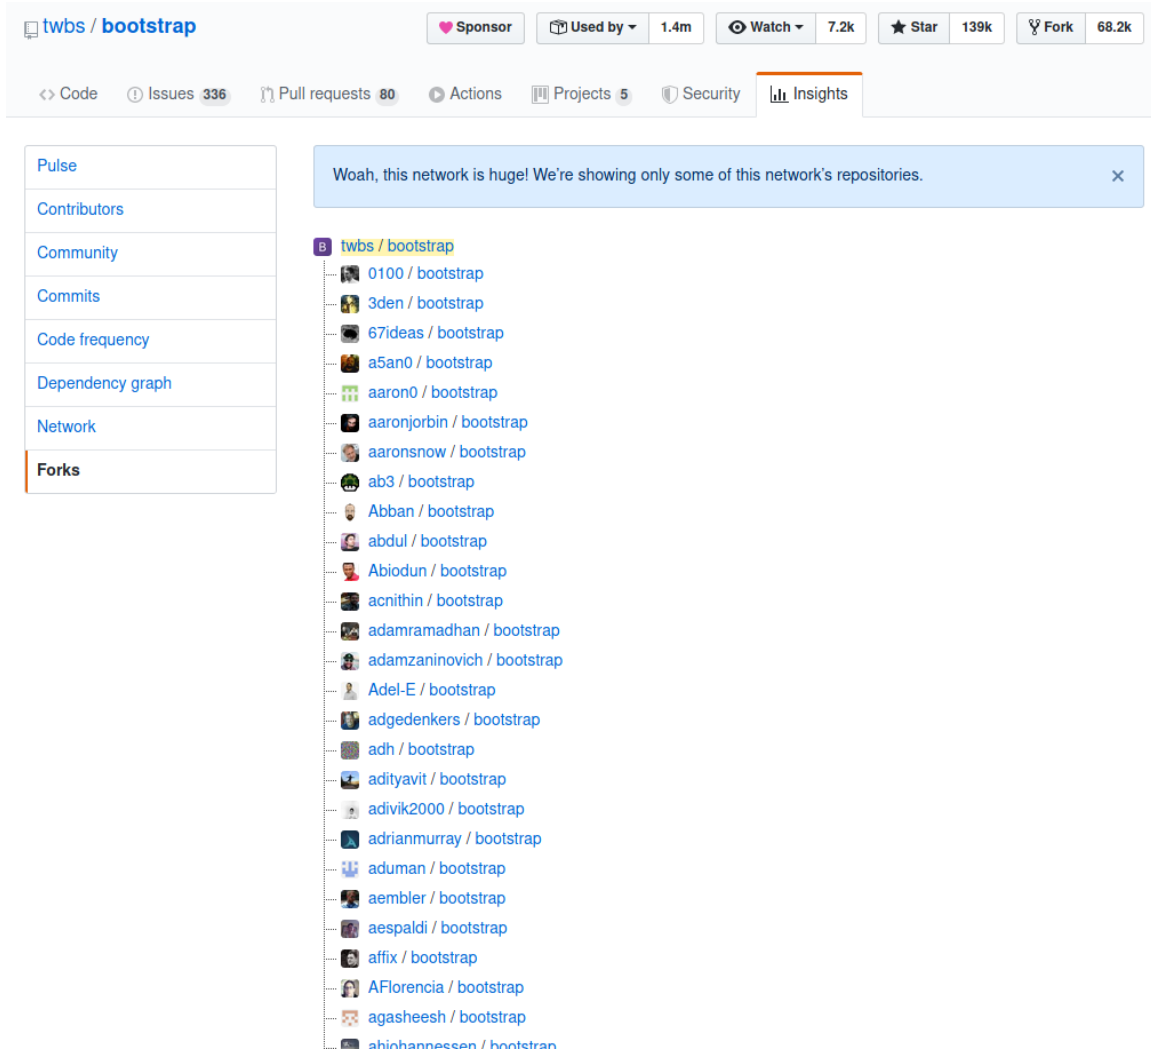 twbs / bootstrap
Sponsor Used by 1.4m Watch 7.2k Star 139k Fork 68.2k
Code Issues 336 Pull requests 80 Actions Projects 5 Security Insights
Pulse
Contributors
Community
Commits
Code frequency
Dependency graph
Network
Forks
Woah, this network is huge! We’re showing only some of this network’s repositories.
B twbs / bootstrap
0100 / bootstrap
3den / bootstrap
67ideas / bootstrap
a5an0 / bootstrap
aaron0 / bootstrap
aaronjorbin / bootstrap
aaronsnow / bootstrap
ab3 / bootstrap
Abban / bootstrap
abdul / bootstrap
Abiodun / bootstrap
acnithin / bootstrap
adamramadhan / bootstrap
adamzaninovich / bootstrap
Adel-E / bootstrap
adgedenkers / bootstrap
adh / bootstrap
adityavit / bootstrap
adivik2000 / bootstrap
adrianmurray / bootstrap
aduman / bootstrap
aembler / bootstrap
aespaldi / bootstrap
affix / bootstrap
AFlorencia / bootstrap
agasheesh / bootstrap
ahjohannessen / bootstrap